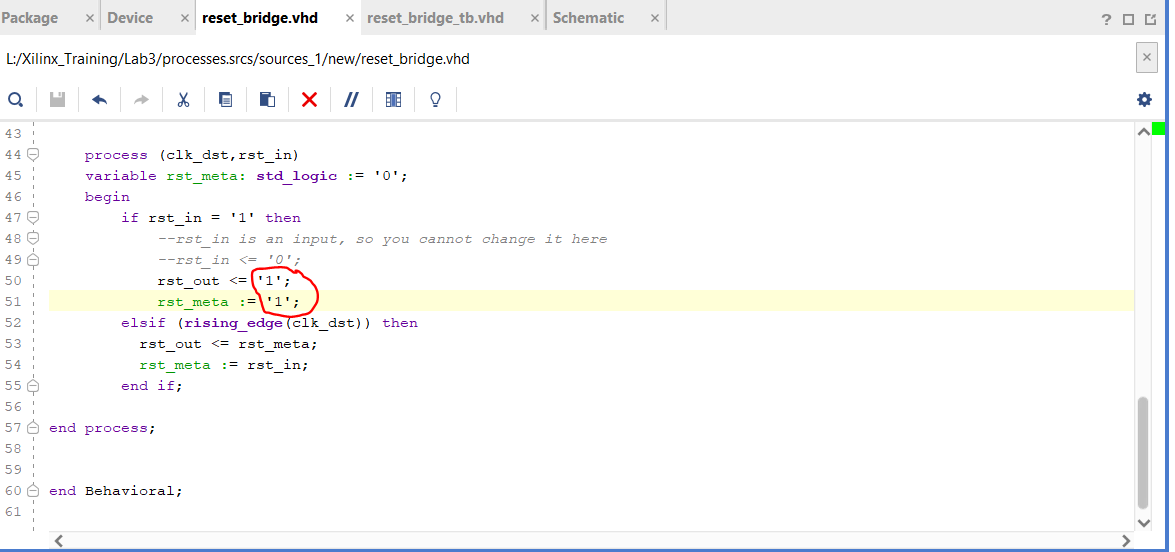 Package × Device × reset_bridge.vhd × reset_bridge_tb.vhd × Schematic × ?
L:/Xilinx_Training/Lab3/processes.srcs/sources_1/new/reset_bridge.vhd ×
43
44 process (clk_dst,rst_in)
45 variable rst_meta: std_logic := '0';
46 begin
47 if rst_in = '1' then
48 --rst_in is an input, so you cannot change it here
49 --rst_in <= '0';
50 rst_out <= '1';
51 rst_meta := '1';
52 elsif (rising_edge(clk_dst)) then
53 rst_out <= rst_meta;
54 rst_meta := rst_in;
55 end if;
56
57 end process;
58
59
60 end Behavioral;
61